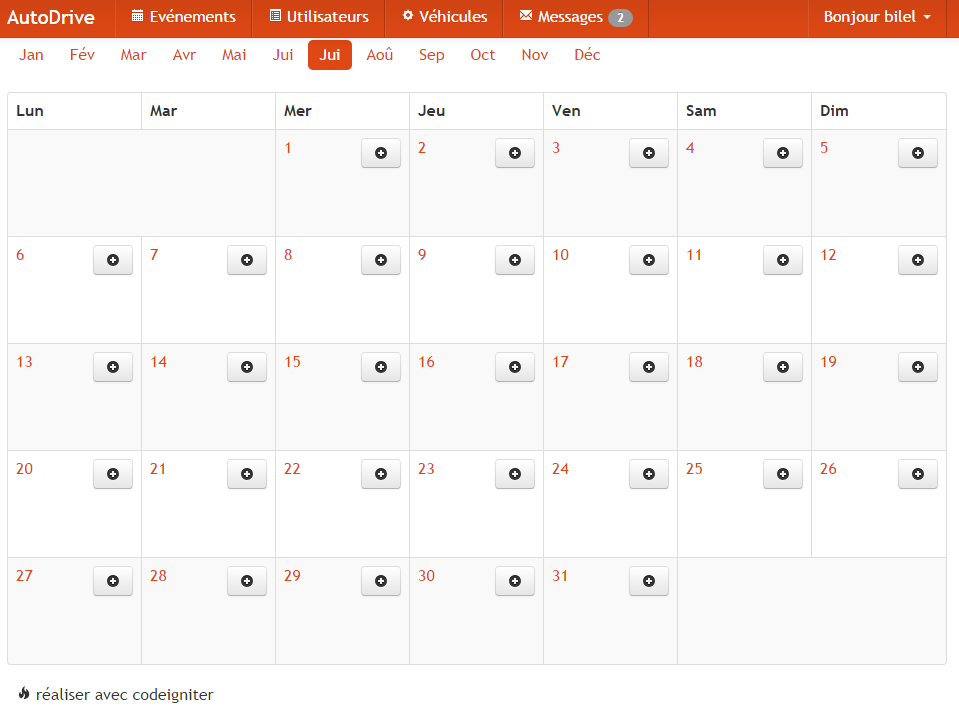 AutoDrive Evénements Utilisateurs Véhicules Messages 2 Bonjour bilel
Jan Fév Mar Avr Mai Jui Jui Aoû Sep Oct Nov Déc
Lun Mar Mer Jeu Ven Sam Dim
1 2 3 4 5
6 7 8 9 10 11 12
13 14 15 16 17 18 19
20 21 22 23 24 25 26
27 28 29 30 31
réaliser avec codeigniter